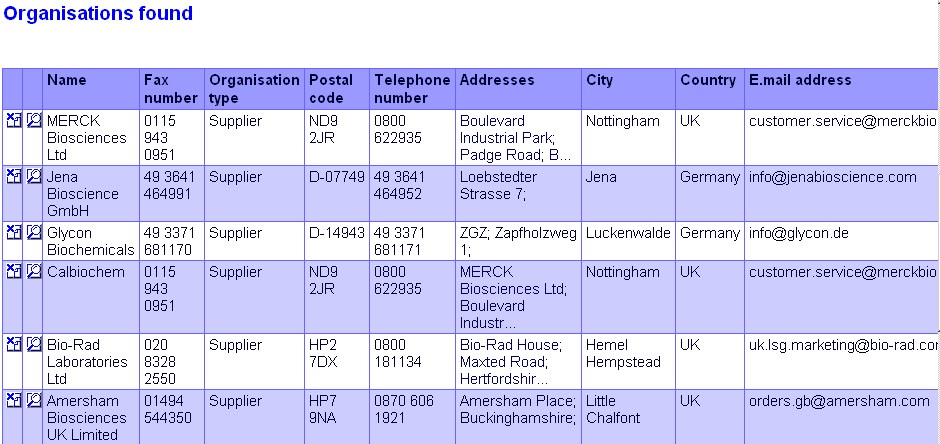 Organisations found
Name Fax number Organisation type Postal code Telephone number Addresses City Country E.mail address
MERCK Biosciences Ltd 0115 943 0951 Supplier ND9 2JR 0800 622935 Boulevard Industrial Park; Padge Road; B... Nottingham UK customer.service@merckbio
Jena Bioscience GmbH 49 3641 464991 Supplier D-07749 49 3641 464952 Loebstedter Strasse 7; Jena Germany info@jenabioscience.com
Glycon Biochemicals 49 3371 681170 Supplier D-14943 49 3371 681171 ZGZ; Zapfholzweg 1; Luckenwalde Germany info@glycon.de
Calbiochem 0115 943 0951 Supplier ND9 2JR 0800 622935 MERCK Biosciences Ltd; Boulevard Industr... Nottingham UK customer.service@merckbio
Bio-Rad Laboratories Ltd 020 8328 2550 Supplier HP2 7DX 0800 181134 Bio-Rad House; Maxted Road; Hertfordshir... Hemel Hempstead UK uk.lsg.marketing@bio-rad.cor
Amersham Biosciences UK Limited 01494 544350 Supplier HP7 9NA 0870 606 1921 Amersham Place; Buckinghamshire; Little Chalfont UK orders.gb@amersham.com